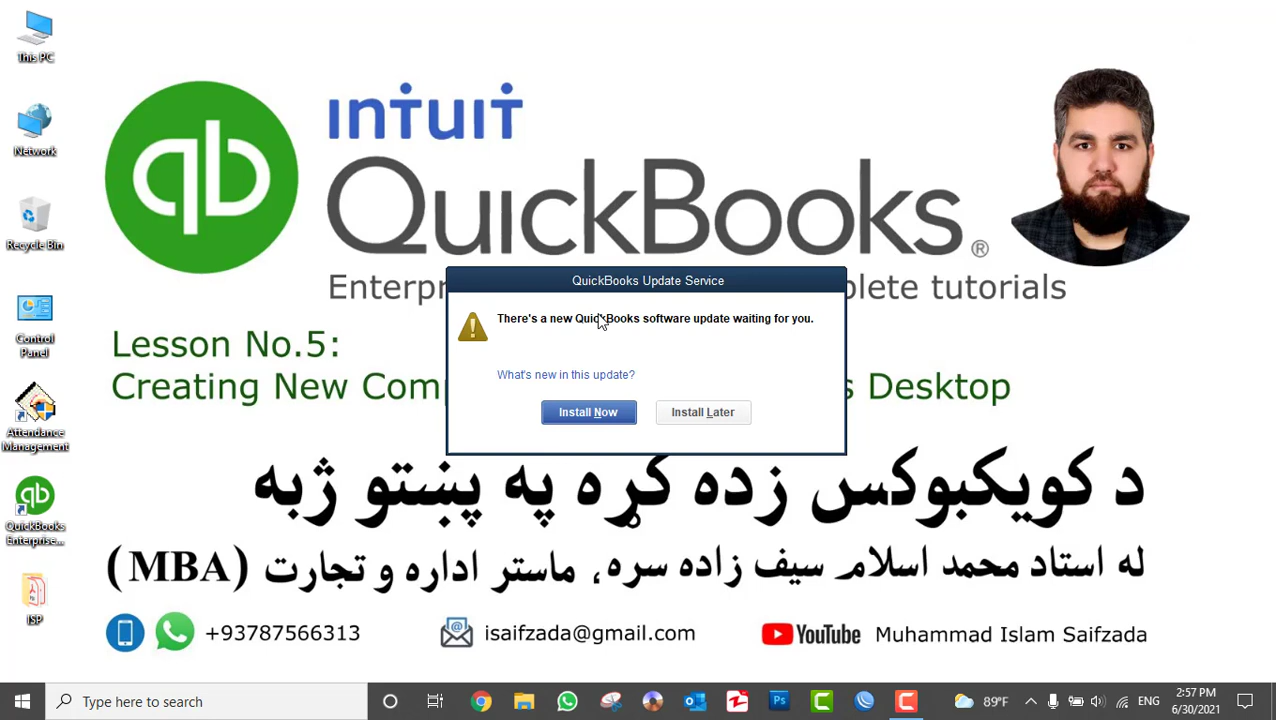 This PC
Network
Recycle Bin
Control
Panel
Attendance
Management
QuickBooks
Enterprise...
ISP
qb
ıntuıt
QuickBooks®
Enterp
plete tutorials
Lesson No.5:
Creating New Com
s Desktop
QuickBooks Update Service
There's a new QuickBooks software update waiting for you.
What's new in this update?
Install Now
Install Later
د کویکبوکس زده کړه په پښتو ژبه
له استاد محمد اسلام سیف زاده سره، ماستر اداره و تجارت (MBA)
+93787566313
isaifzada@gmail.com
YouTube
Muhammad Islam Saifzada
Type here to search
89°F
ENG
2:57 PM
6/30/2021